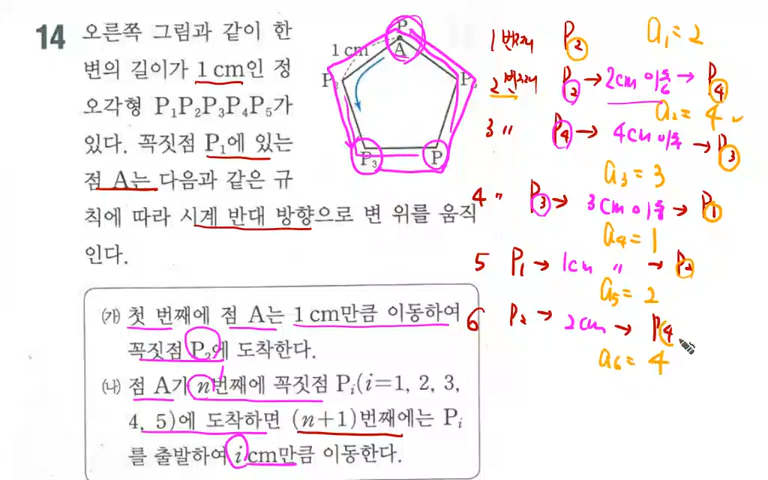 14 오른쪽 그림과 같이 한
변의 길이가 1 cm인 정
오각형 P₁P₂P₃P₄P₅가
있다. 꼭짓점 P₁에 있는
점 A는 다음과 같은 규
칙에 따라 시계 반대 방향으로 변 위를 움직
인다.
P
A
1 cm
P₂
P₅
P₃
P
(가) 첫 번째에 점 A는 1 cm만큼 이동하여
꼭짓점 P₂에 도착한다.
(나) 점 A가 n번째에 꼭짓점 Pᵢ(i=1, 2, 3,
4, 5)에 도착하면 (n+1)번째에는 Pᵢ
를 출발하여 i cm만큼 이동한다.
1번째 P₂ a₁=2
2번째 P₂→2cm 이동→P₄
a₂=4
3 〃 P₄→4cm 이동→P₃
a₃=3
4 〃 P₃→3cm 이동→P₁
a₄=1
5 P₁→1cm 〃→P₂
a₅=2
6 P₂→2cm→P₄
a₆=4